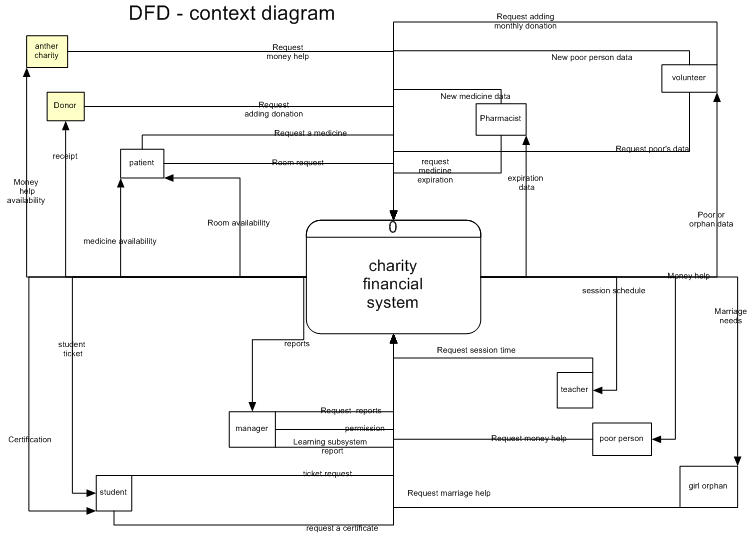 DFD - context diagram
Request adding
monthly donation
anther
charity
Request
money help
New poor person data
volunteer
Donor
Request
adding donation
New medicine data
Pharmacist
Request a medicine
Request poor's data
receipt
patient
Room request
request
medicine
expiration
expiration
data
Money
help
availability
medicine availability
Room availability
Poor or
orphan data
0
charity
financial
system
Money help
session schedule
Marriage
needs
student
ticket
reports
Request session time
teacher
Request  reports
manager
permission
Learning subsystem
report
Certification
Request money help
poor person
ticket request
student
Request marriage help
girl orphan
request a certificate